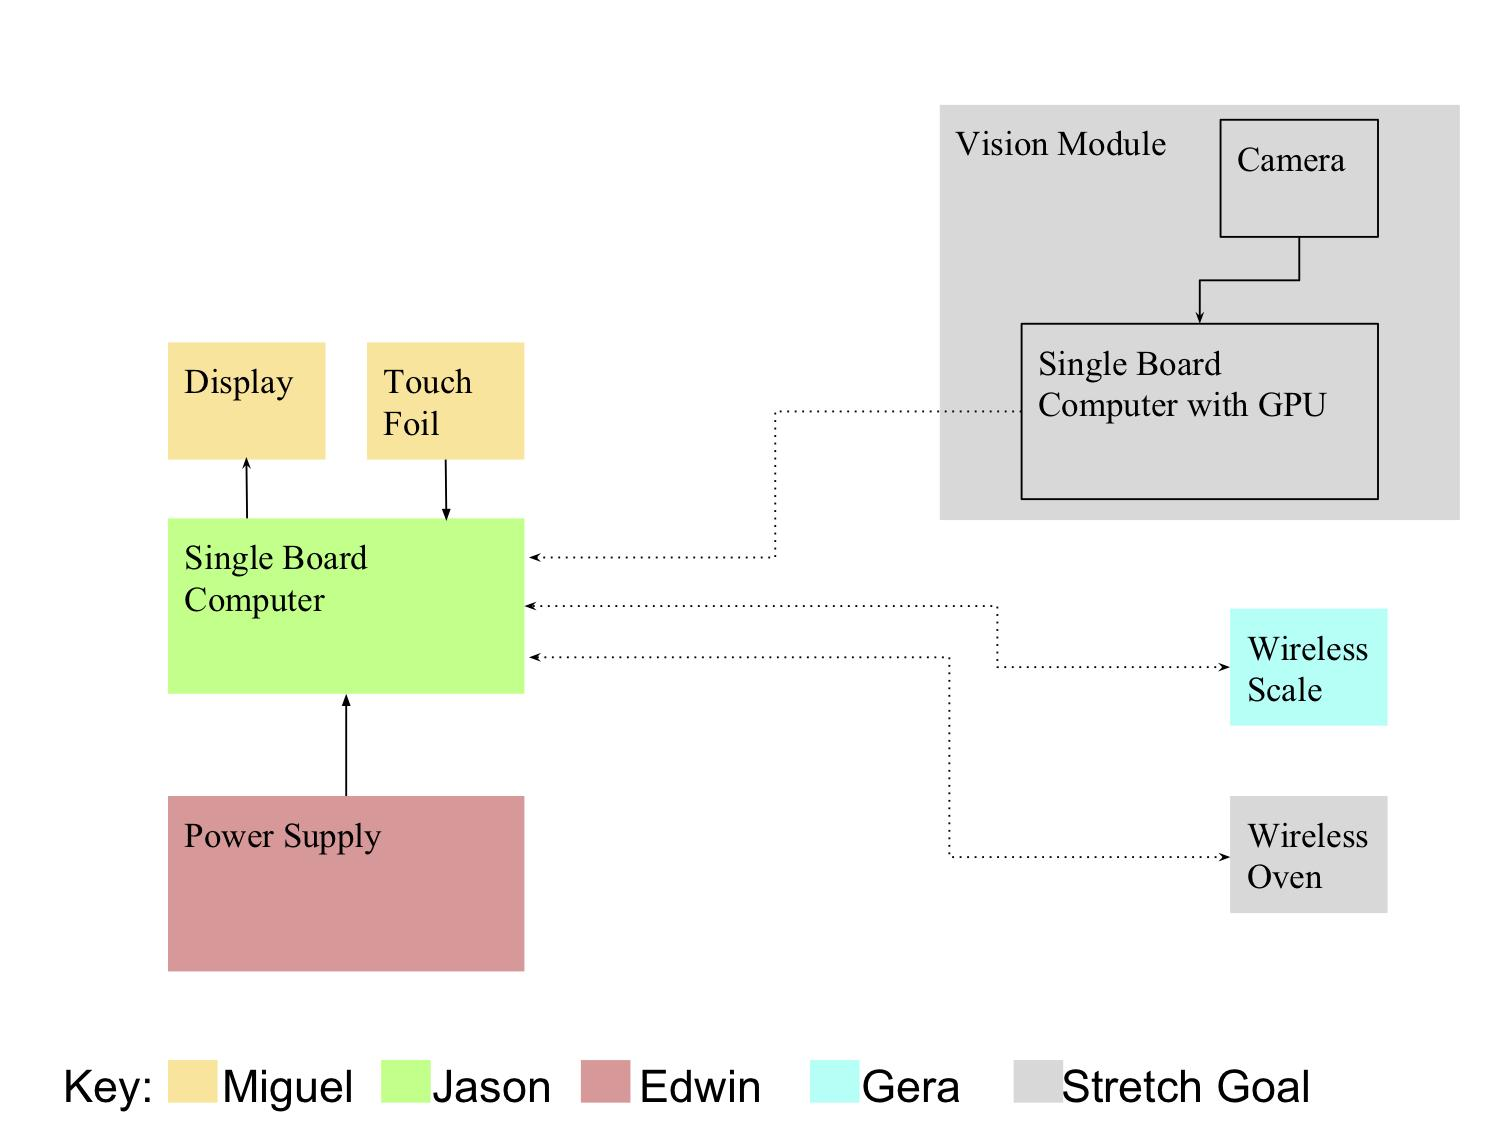 Vision Module
Camera
Single Board
Computer with GPU
Display
Touch
Foil
Single Board
Computer
Wireless
Scale
Power Supply
Wireless
Oven
Key: Miguel Jason Edwin Gera Stretch Goal